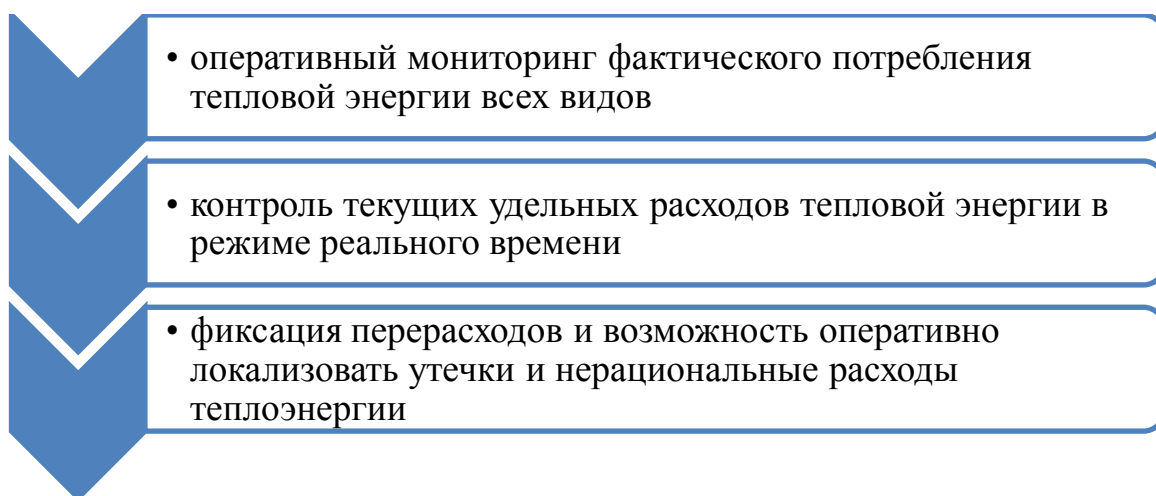 • оперативный мониторинг фактического потребления
тепловой энергии всех видов
• контроль текущих удельных расходов тепловой энергии в
режиме реального времени
• фиксация перерасходов и возможность оперативно
локализовать утечки и нерациональные расходы
теплоэнергии